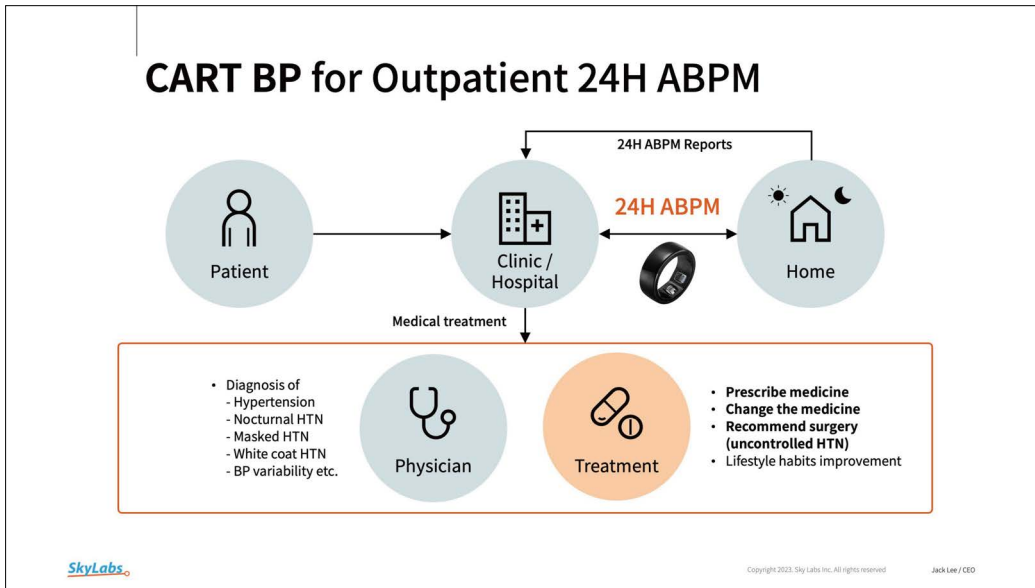 CART BP for Outpatient 24H ABPM
24H ABPM Reports
24H ABPM
Patient
Clinic /
Hospital
Home
Medical treatment
• Diagnosis of
- Hypertension
- Nocturnal HTN
- Masked HTN
- White coat HTN
- BP variability etc.
Physician
Treatment
• Prescribe medicine
• Change the medicine
• Recommend surgery
(uncontrolled HTN)
• Lifestyle habits improvement
SkyLabs
Copyright 2023. Sky Labs Inc. All rights reserved
Jack Lee / CEO